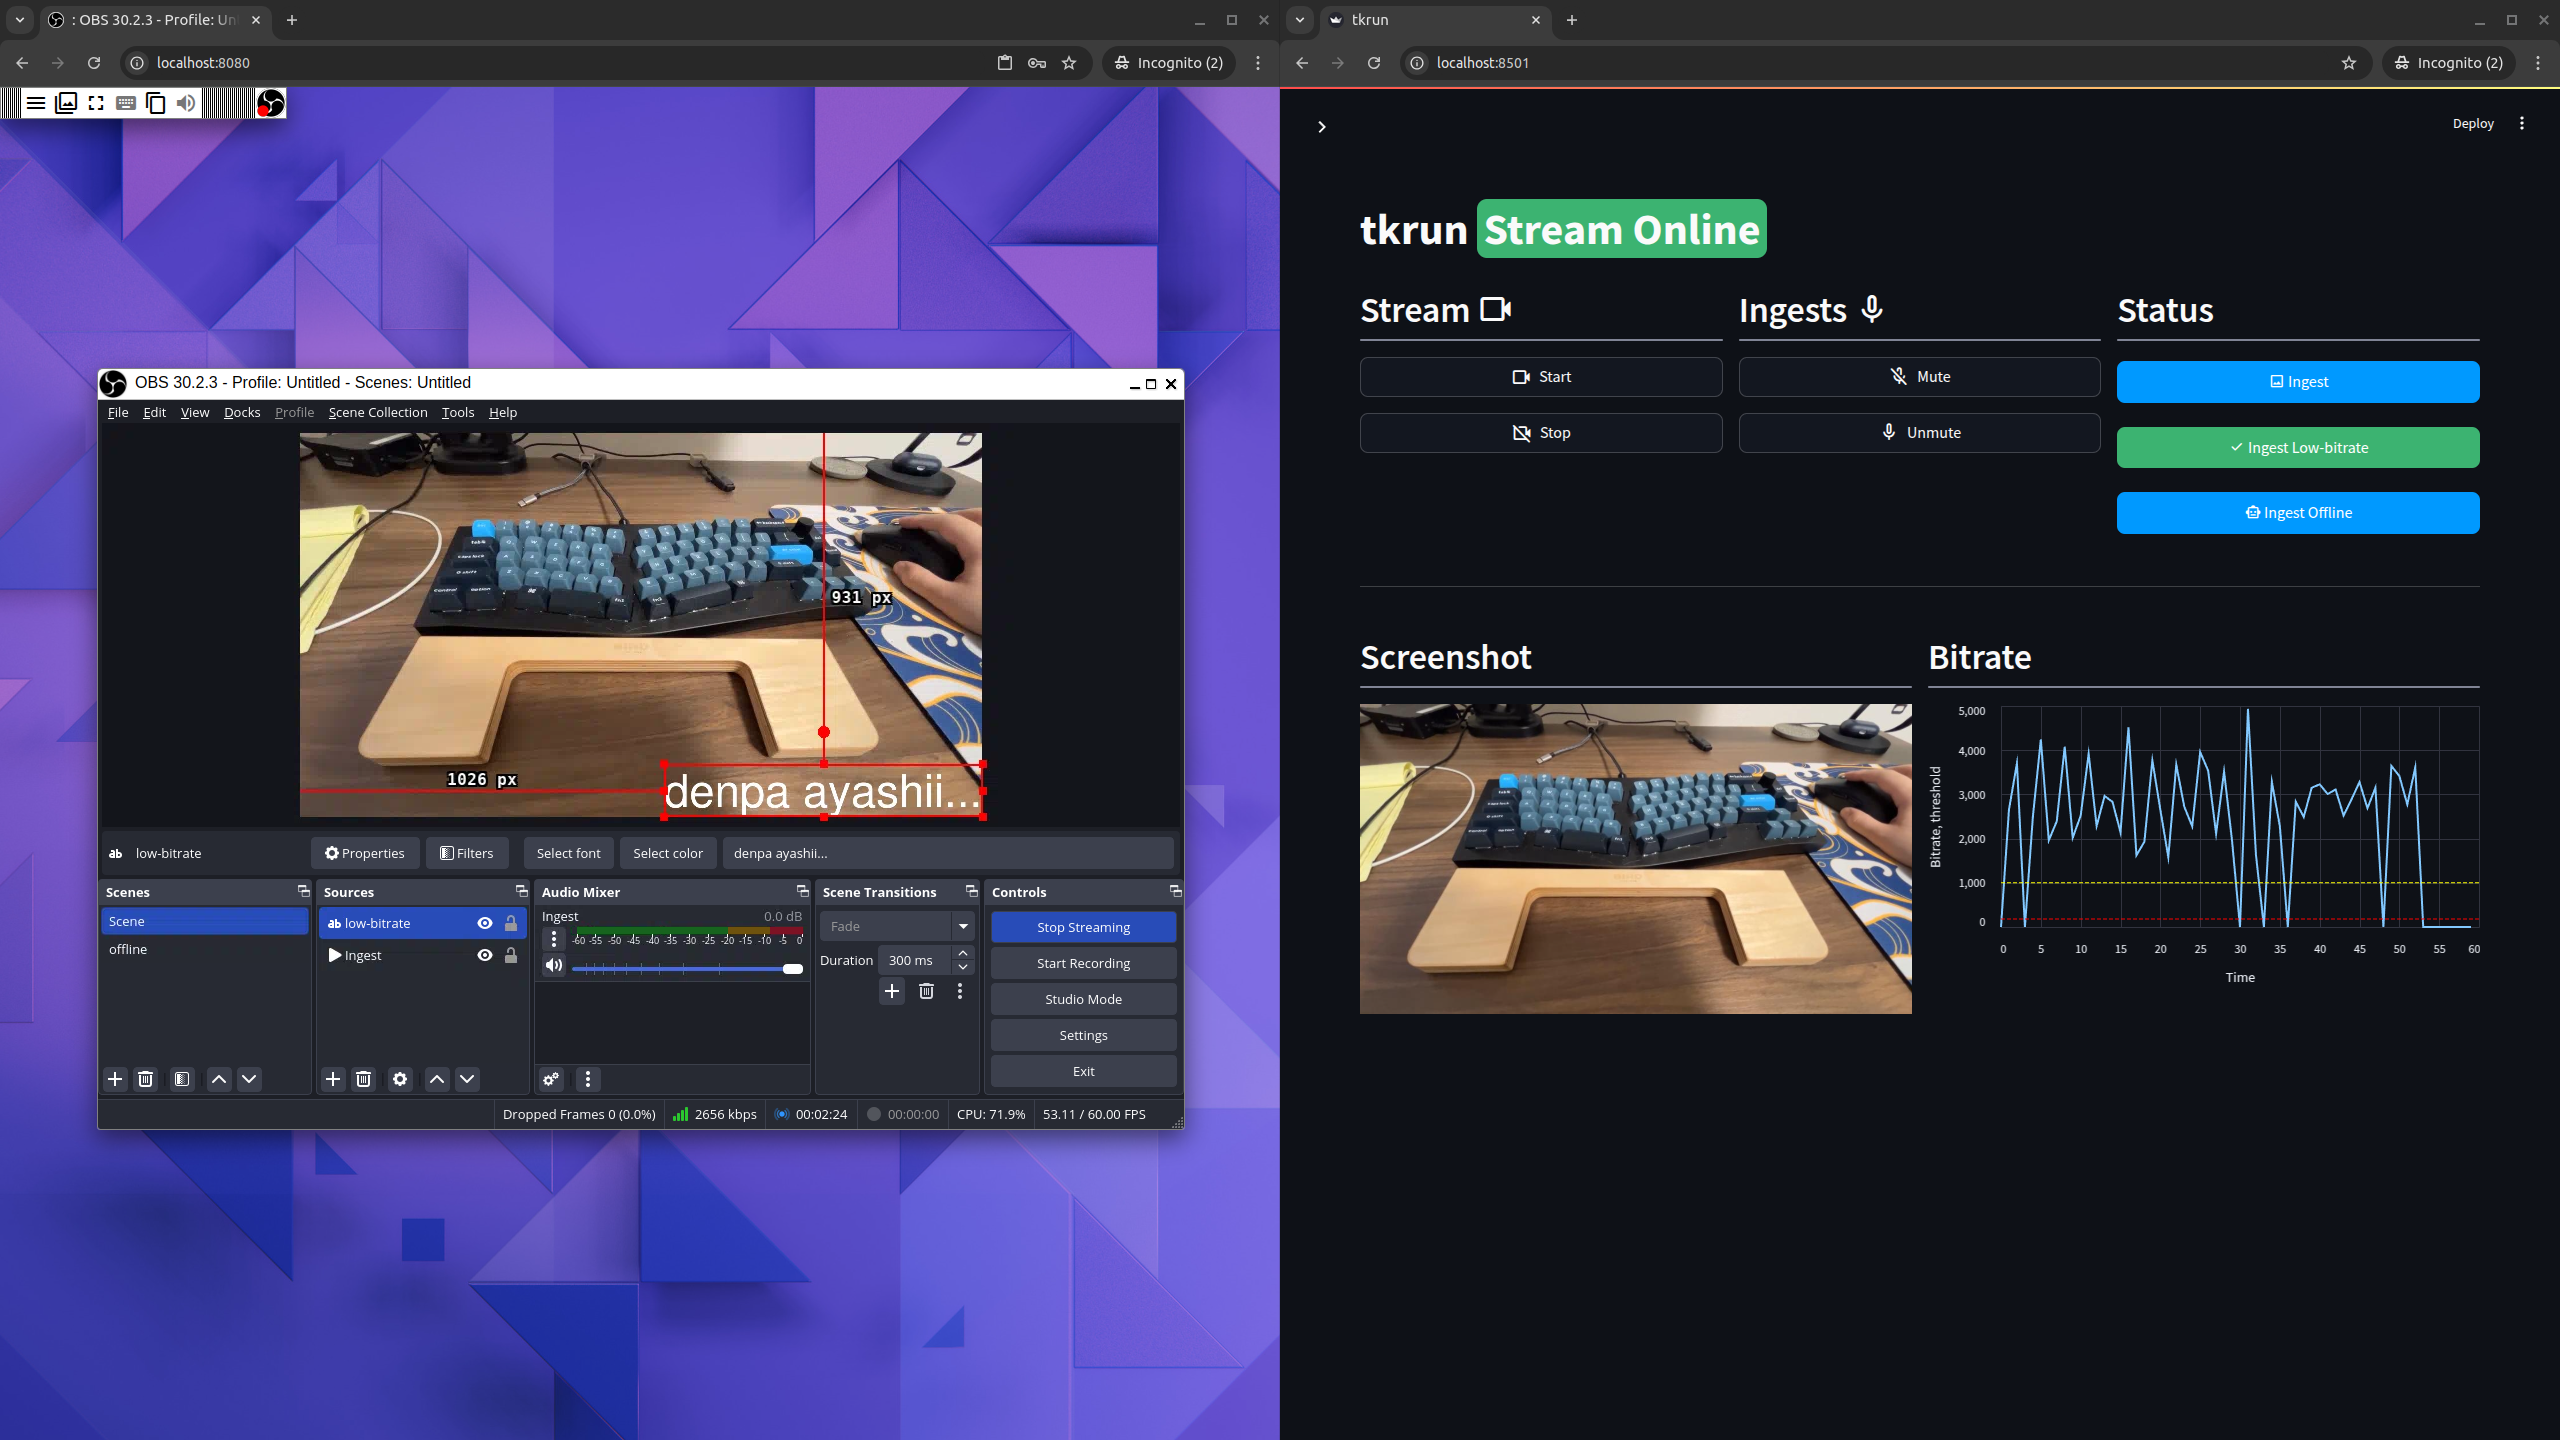 : OBS 30.2.3 - Profile: Un
localhost:8080
Incognito (2)
OBS 30.2.3 - Profile: Untitled - Scenes: Untitled
File Edit View Docks Profile Scene Collection Tools Help
931 px
1026 px
denpa ayashii...
low-bitrate Properties Filters Select font Select color denpa ayashii...
Scenes
Scene
offline
Sources
low-bitrate
Ingest
Audio Mixer
Ingest 0.0 dB
-60 -55 -50 -45 -40 -35 -30 -25 -20 -15 -10 -5 0
Scene Transitions
Fade
Duration 300 ms
Controls
Stop Streaming
Start Recording
Studio Mode
Settings
Exit
Dropped Frames 0 (0.0%) 2656 kbps 00:02:24 00:00:00 CPU: 71.9% 53.11 / 60.00 FPS
tkrun
localhost:8501
Incognito (2)
Deploy
tkrun Stream Online
Stream
Start
Stop
Ingests
Mute
Unmute
Status
Ingest
Ingest Low-bitrate
Ingest Offline
Screenshot
Bitrate
5,000
4,000
3,000
2,000
1,000
0
Bitrate, threshold
0 5 10 15 20 25 30 35 40 45 50 55 60
Time